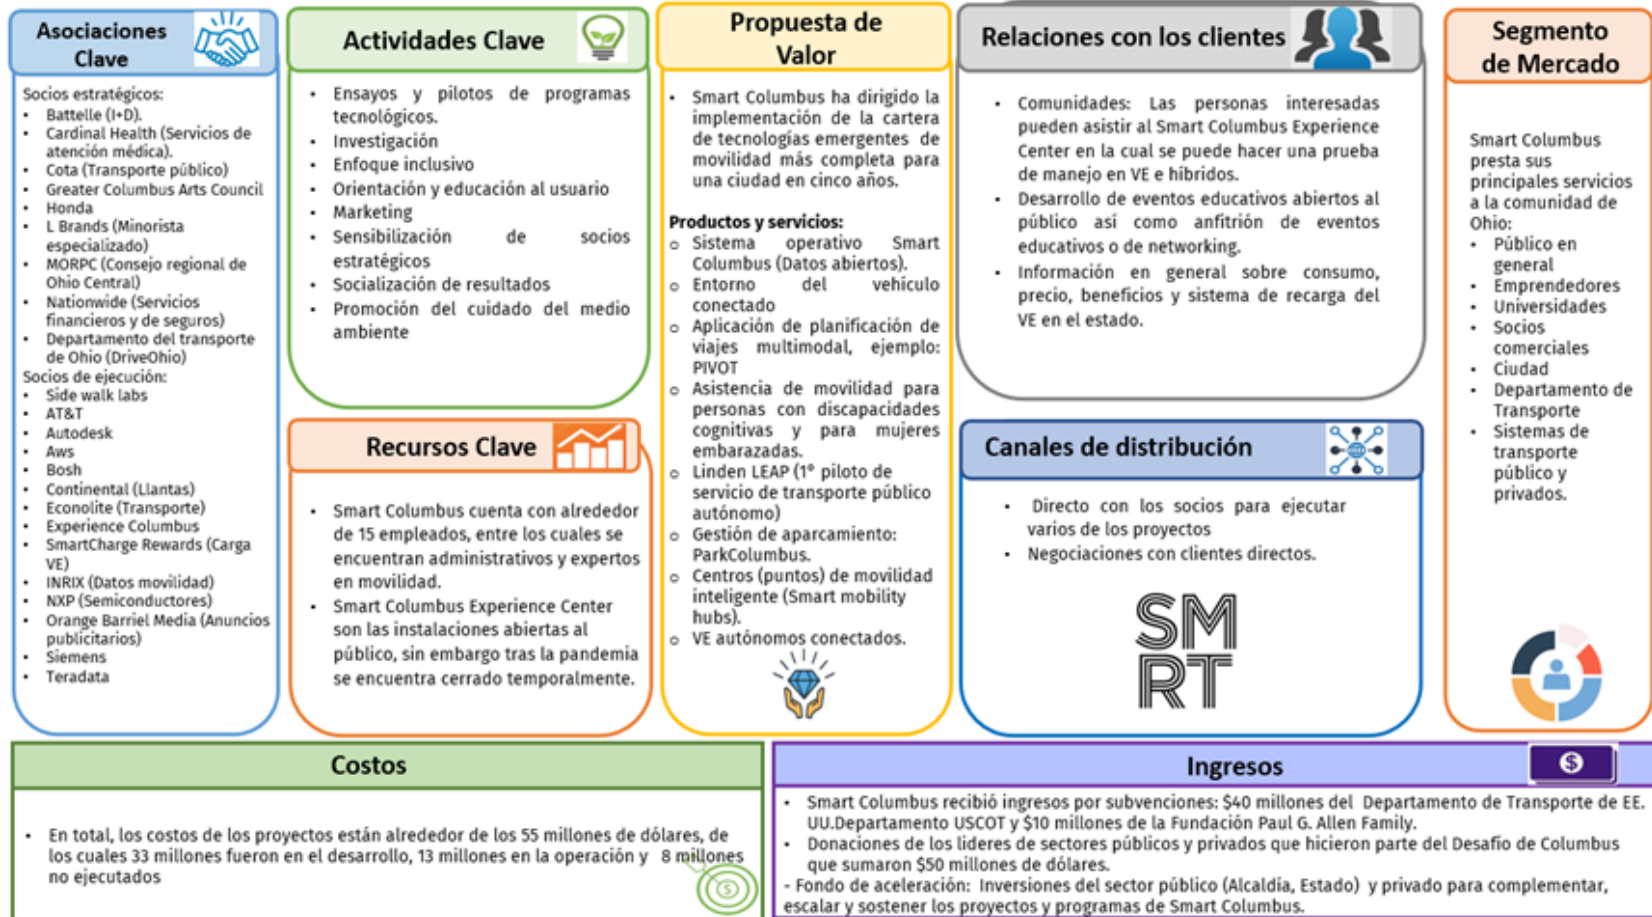 Asociaciones
Clave
Socios estratégicos:
• Battelle (I+D).
• Cardinal Health (Servicios de
atención médica).
• Cota (Transporte público)
• Greater Columbus Arts Council
• Honda
• L Brands (Minorista
especializado)
• MORPC (Consejo regional de
Ohio Central)
• Nationwide (Servicios
financieros y de seguros)
• Departamento del transporte
de Ohio (DriveOhio)
Socios de ejecución:
• Side walk labs
• AT&T
• Autodesk
• Aws
• Bosh
• Continental (Llantas)
• Econolite (Transporte)
• Experience Columbus
• SmartCharge Rewards (Carga
VE)
• INRIX (Datos movilidad)
• NXP (Semiconductores)
• Orange Barriel Media (Anuncios
publicitarios)
• Siemens
• Teradata
Actividades Clave
• Ensayos y pilotos de programas
tecnológicos.
• Investigación
• Enfoque inclusivo
• Orientación y educación al usuario
• Marketing
• Sensibilización de socios
estratégicos
• Socialización de resultados
• Promoción del cuidado del medio
ambiente
Recursos Clave
• Smart Columbus cuenta con alrededor
de 15 empleados, entre los cuales se
encuentran administrativos y expertos
en movilidad.
• Smart Columbus Experience Center
son las instalaciones abiertas al
público, sin embargo tras la pandemia
se encuentra cerrado temporalmente.
Propuesta de
Valor
• Smart Columbus ha dirigido la
implementación de la cartera
de tecnologías emergentes de
movilidad más completa para
una ciudad en cinco años.
Productos y servicios:
o Sistema operativo Smart
Columbus (Datos abiertos).
o Entorno del vehículo
conectado
o Aplicación de planificación de
viajes multimodal, ejemplo:
PIVOT
o Asistencia de movilidad para
personas con discapacidades
cognitivas y para mujeres
embarazadas.
o Linden LEAP (1° piloto de
servicio de transporte público
autónomo)
o Gestión de aparcamiento:
ParkColumbus.
o Centros (puntos) de movilidad
inteligente (Smart mobility
hubs).
o VE autónomos conectados.
Relaciones con los clientes
• Comunidades: Las personas interesadas
pueden asistir al Smart Columbus Experience
Center en la cual se puede hacer una prueba
de manejo en VE e híbridos.
• Desarrollo de eventos educativos abiertos al
público así como anfitrión de eventos
educativos o de networking.
• Información en general sobre consumo,
precio, beneficios y sistema de recarga del
VE en el estado.
Canales de distribución
• Directo con los socios para ejecutar
varios de los proyectos
• Negociaciones con clientes directos.
SM
RT
Segmento
de Mercado
Smart Columbus
presta sus
principales servicios
a la comunidad de
Ohio:
• Público en
general
• Emprendedores
• Universidades
• Socios
comerciales
• Ciudad
• Departamento de
Transporte
• Sistemas de
transporte
público y
privados.
Costos
• En total, los costos de los proyectos están alrededor de los 55 millones de dólares, de
los cuales 33 millones fueron en el desarrollo, 13 millones en la operación y 8 millones
no ejecutados
$
Ingresos
$
• Smart Columbus recibió ingresos por subvenciones: $40 millones del Departamento de Transporte de EE.
UU.Departamento USCOT y $10 millones de la Fundación Paul G. Allen Family.
• Donaciones de los lideres de sectores públicos y privados que hicieron parte del Desafío de Columbus
que sumaron $50 millones de dólares.
- Fondo de aceleración: Inversiones del sector público (Alcaldía, Estado) y privado para complementar,
escalar y sostener los proyectos y programas de Smart Columbus.